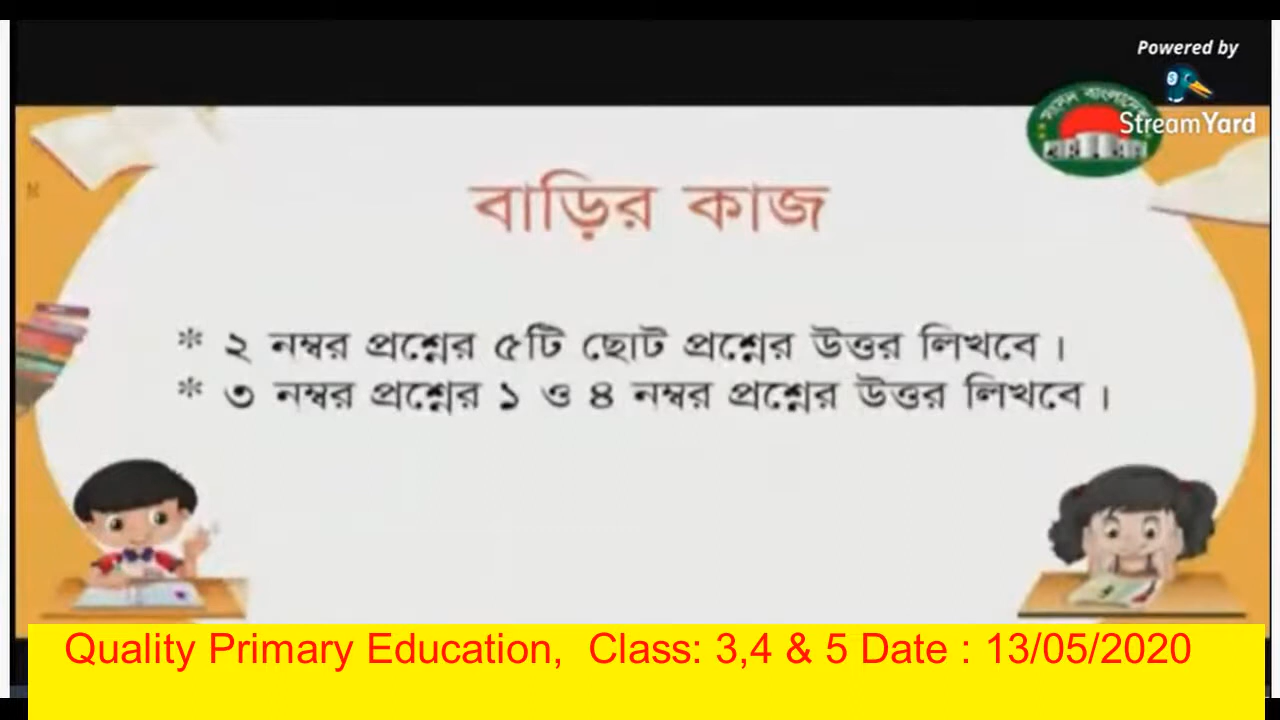 Powered by
StreamYard
বাড়ির কাজ
* ২ নম্বর প্রশ্নের ৫টি ছোট প্রশ্নের উত্তর লিখবে।
* ৩ নম্বর প্রশ্নের ১ ও ৪ নম্বর প্রশ্নের উত্তর লিখবে।
Quality Primary Education, Class: 3,4 & 5 Date : 13/05/2020